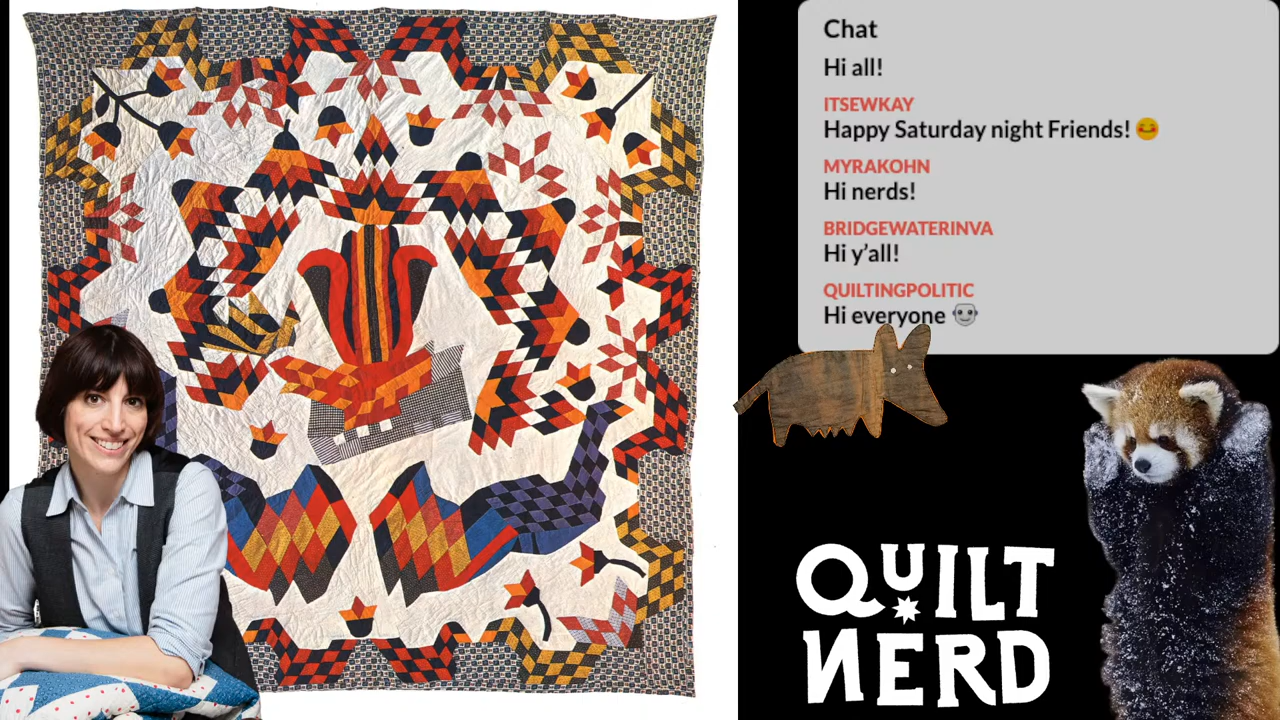 Chat
Hi all!
ITSEWKAY
Happy Saturday night Friends! 😊
MYRAKOHN
Hi nerds!
BRIDGEWATERINVA
Hi y’all!
QUILTINGPOLITIC
Hi everyone 🤖
QUILT
NERD